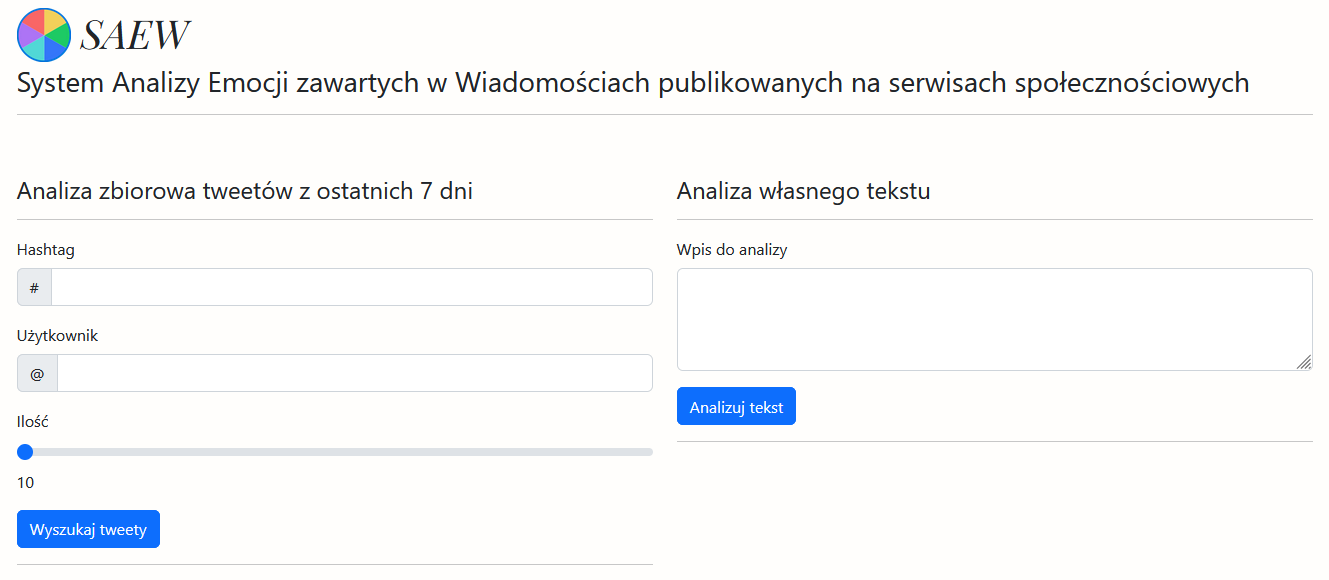 SAEW
System Analizy Emocji zawartych w Wiadomościach publikowanych na serwisach społecznościowych
Analiza zbiorowa tweetów z ostatnich 7 dni
Hashtag
#
Użytkownik
@
Ilość
10
Wyszukaj tweety
Analiza własnego tekstu
Wpis do analizy
Analizuj tekst